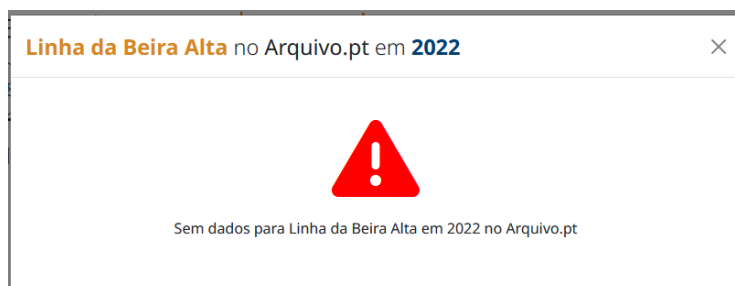 Linha da Beira Alta no Arquivo.pt em 2022
Sem dados para Linha da Beira Alta em 2022 no Arquivo.pt